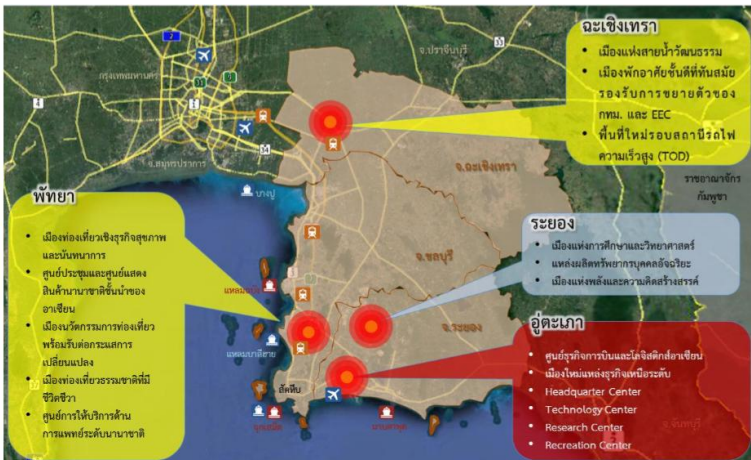 ฉะเชิงเทรา
• เมืองแห่งสายน้ำวัฒนธรรม
• เมืองพักอาศัยชั้นดีที่ทันสมัย
รองรับการขยายตัวของ
กทม. และ EEC
• พื้นที่ใหม่รอบสถานีรถไฟ
ความเร็วสูง (TOD)
จ.ปราจีนบุรี
กรุงเทพมหานคร
จ.สมุทรปราการ
จ.ฉะเชิงเทรา
ราชอาณาจักร
กัมพูชา
บางปู
พัทยา
• เมืองท่องเที่ยวเชิงธุรกิจสุขภาพ
และนันทนาการ
• ศูนย์ประชุมและศูนย์แสดง
สินค้านานาชาติชั้นนำของ
อาเซียน
• เมืองนวัตกรรมการท่องเที่ยว
พร้อมรับต่อกระแสการ
เปลี่ยนแปลง
• เมืองท่องเที่ยวธรรมชาติที่มี
ชีวิตชีวา
• ศูนย์การให้บริการด้าน
การแพทย์ระดับนานาชาติ
ระยอง
• เมืองแห่งการศึกษาและวิทยาศาสตร์
• แหล่งผลิตทรัพยากรบุคคลอัจฉริยะ
• เมืองแห่งพลังและความคิดสร้างสรรค์
จ.ชลบุรี
จ.ระยอง
แหลมบาลีฮาย
สัตหีบ
มาบตาพุด
อู่ตะเภา
• ศูนย์ธุรกิจการบินและโลจิสติกส์อาเซียน
• เมืองใหม่แหล่งธุรกิจเหนือระดับ
• Headquarter Center
• Technology Center
• Research Center
• Recreation Center
จ.จันทบุรี